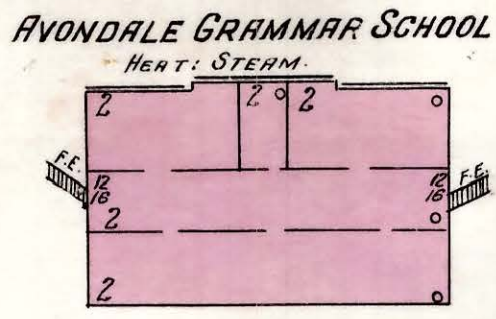 AVONDALE GRAMMAR SCHOOL
HEAT: STEAM.
2 2 2
F.E. 12 16 12 16 F.E.
2
2